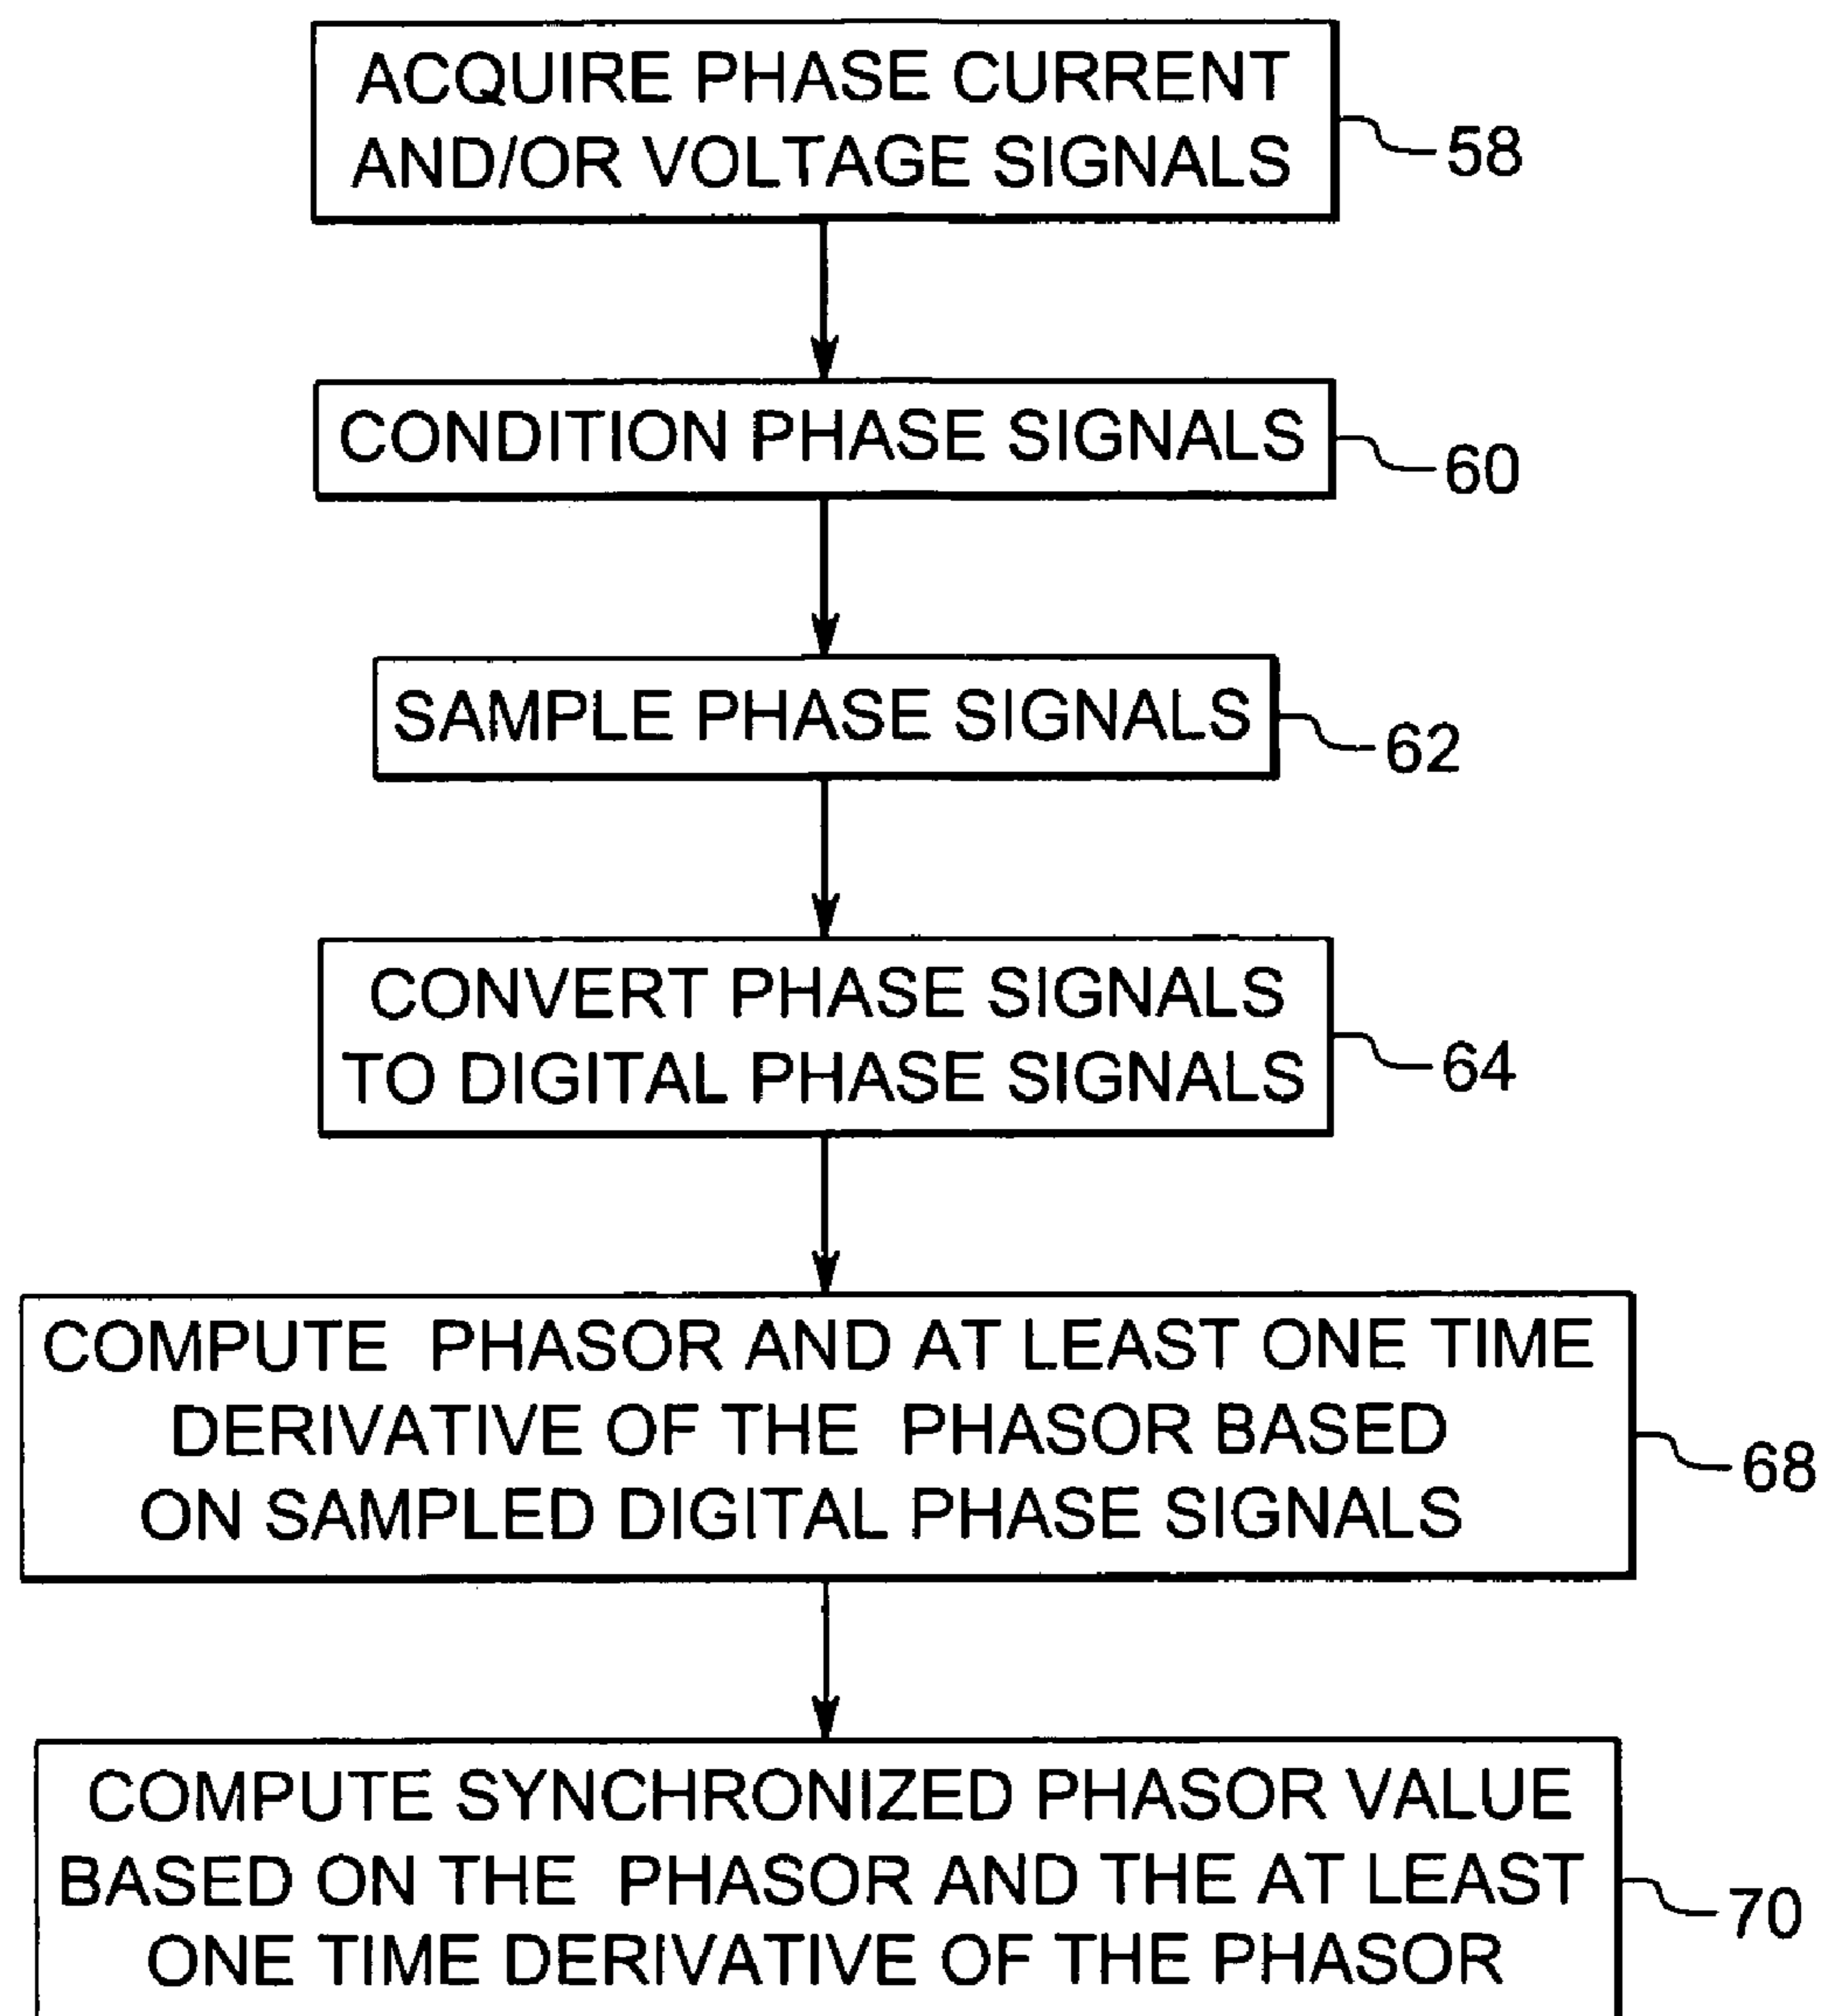 ACQUIRE PHASE CURRENT
AND/OR VOLTAGE SIGNALS
58
CONDITION PHASE SIGNALS
60
SAMPLE PHASE SIGNALS
62
CONVERT PHASE SIGNALS
TO DIGITAL PHASE SIGNALS
64
COMPUTE PHASOR AND AT LEAST ONE TIME
DERIVATIVE OF THE PHASOR BASED
ON SAMPLED DIGITAL PHASE SIGNALS
68
COMPUTE SYNCHRONIZED PHASOR VALUE
BASED ON THE PHASOR AND THE AT LEAST
ONE TIME DERIVATIVE OF THE PHASOR
70